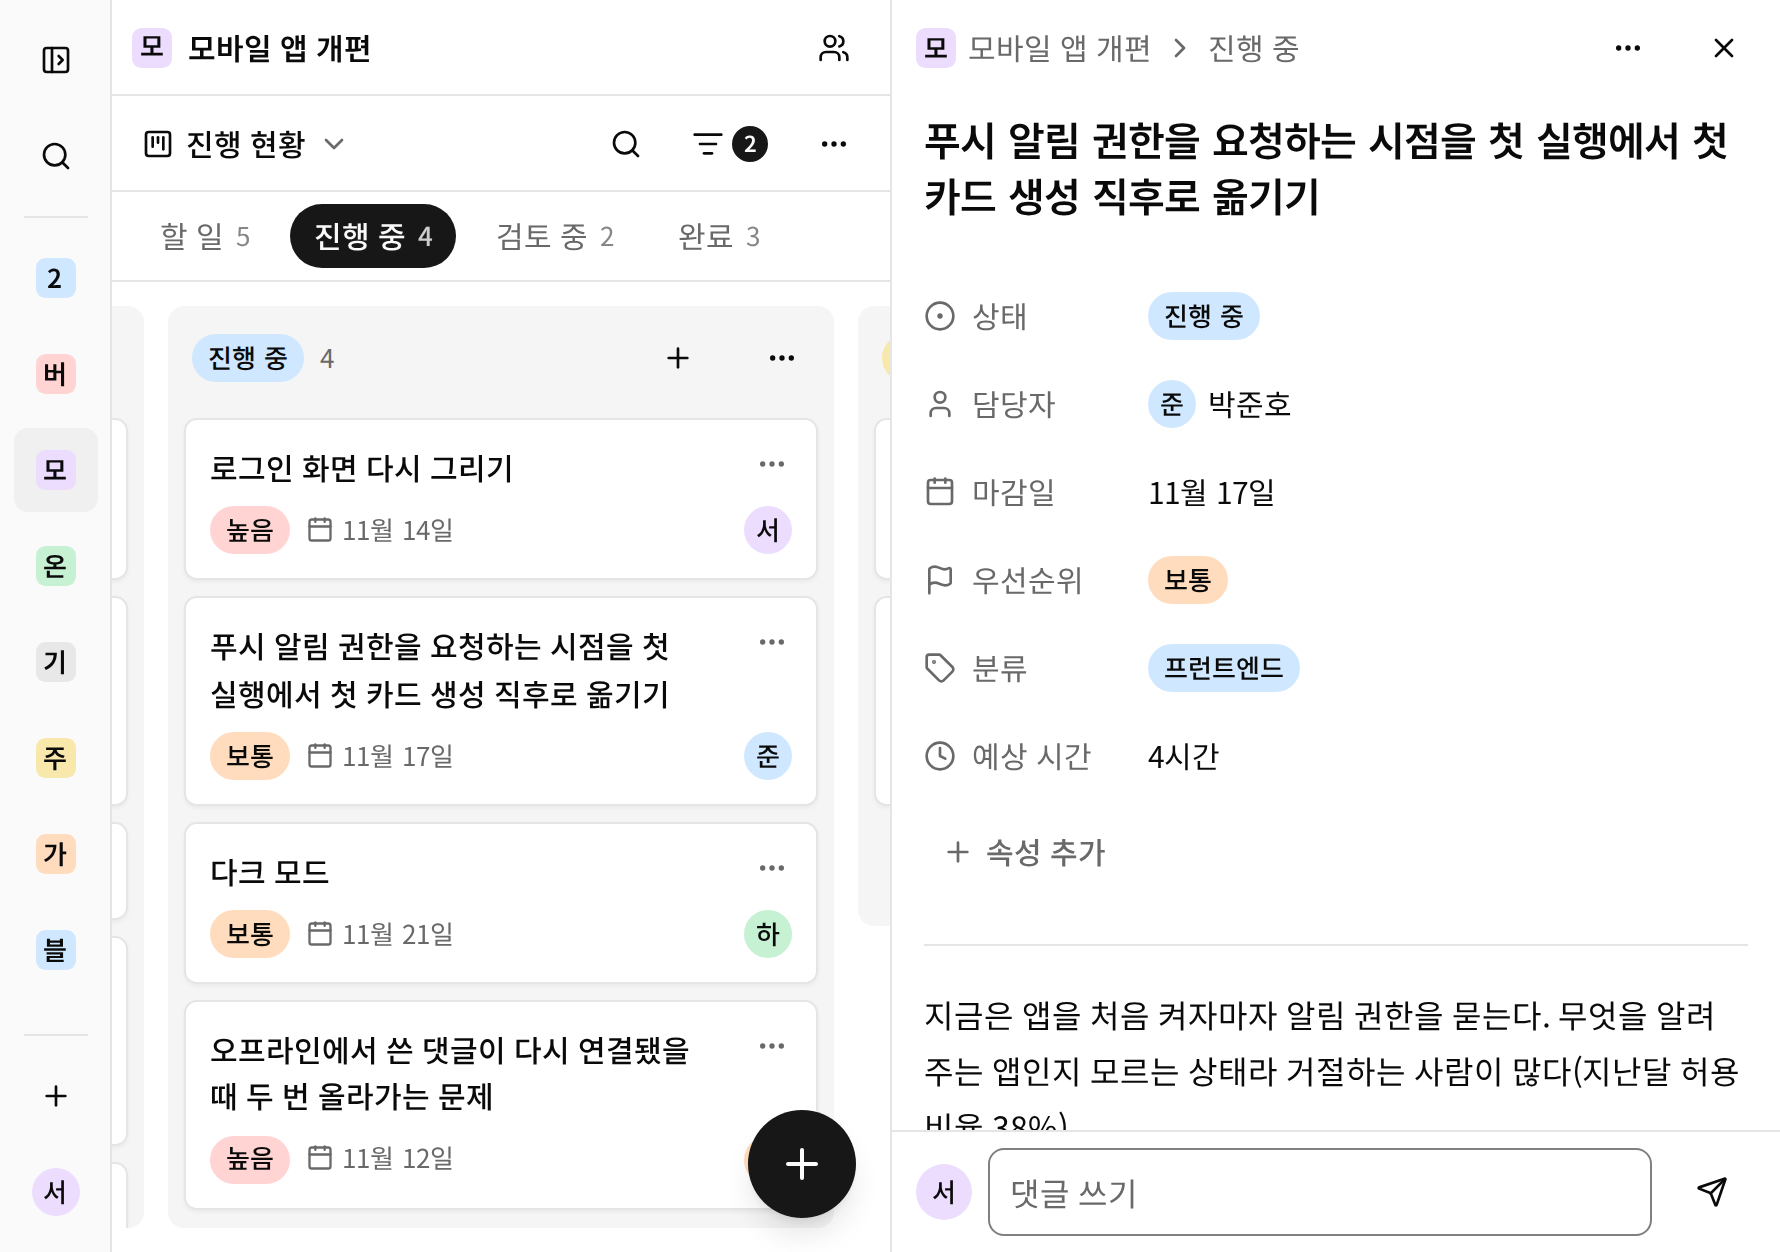 2
버
모
온
기
주
가
블
서
모 모바일 앱 개편
진행 현황
2
할 일 5
진행 중 4
검토 중 2
완료 3
진행 중 4
로그인 화면 다시 그리기
높음 11월 14일 서
푸시 알림 권한을 요청하는 시점을 첫
실행에서 첫 카드 생성 직후로 옮기기
보통 11월 17일 준
다크 모드
보통 11월 21일 하
오프라인에서 쓴 댓글이 다시 연결됐을
때 두 번 올라가는 문제
높음 11월 12일
모 모바일 앱 개편 진행 중
푸시 알림 권한을 요청하는 시점을 첫 실행에서 첫
카드 생성 직후로 옮기기
상태 진행 중
담당자 준 박준호
마감일 11월 17일
우선순위 보통
분류 프런트엔드
예상 시간 4시간
속성 추가
지금은 앱을 처음 켜자마자 알림 권한을 묻는다. 무엇을 알려
주는 앱인지 모르는 상태라 거절하는 사람이 많다(지난달 허용
비율 38%)
서 댓글 쓰기